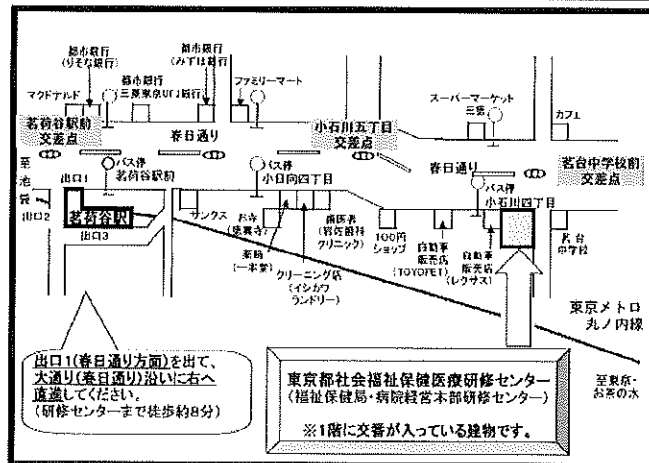 都市銀行
(りそな銀行)
都市銀行
(みずほ銀行)
マクドナルド
都市銀行
三菱東京UFJ銀行
ファミリーマート
スーパーマーケット
三徳
カフェ
茗荷谷駅前
交差点
春日通り
小石川五丁目
交差点
春日通り
茗台中学校前
交差点
至池袋
出口1
バス停
茗荷谷駅前
バス停
小日向四丁目
バス停
小石川四丁目
出口2
茗荷谷駅
出口3
サンクス
お寺
薬局
(一本堂)
クリーニング店
(イシカワ
ランドリー)
歯医者
(岩佐歯科
クリニック)
100円
ショップ
自動車
販売店
(TOYOPET)
自動車
販売店
(レクサス)
茗台
中学校
東京メトロ
丸ノ内線
至東京・
お茶の水
出口1(春日通り方面)を出て、
大通り(春日通り)沿いに右へ
直進してください。
(研修センターまで徒歩約8分)
東京都社会福祉保健医療研修センター
(福祉保健局・病院経営本部研修センター)
※1階に交番が入っている建物です。